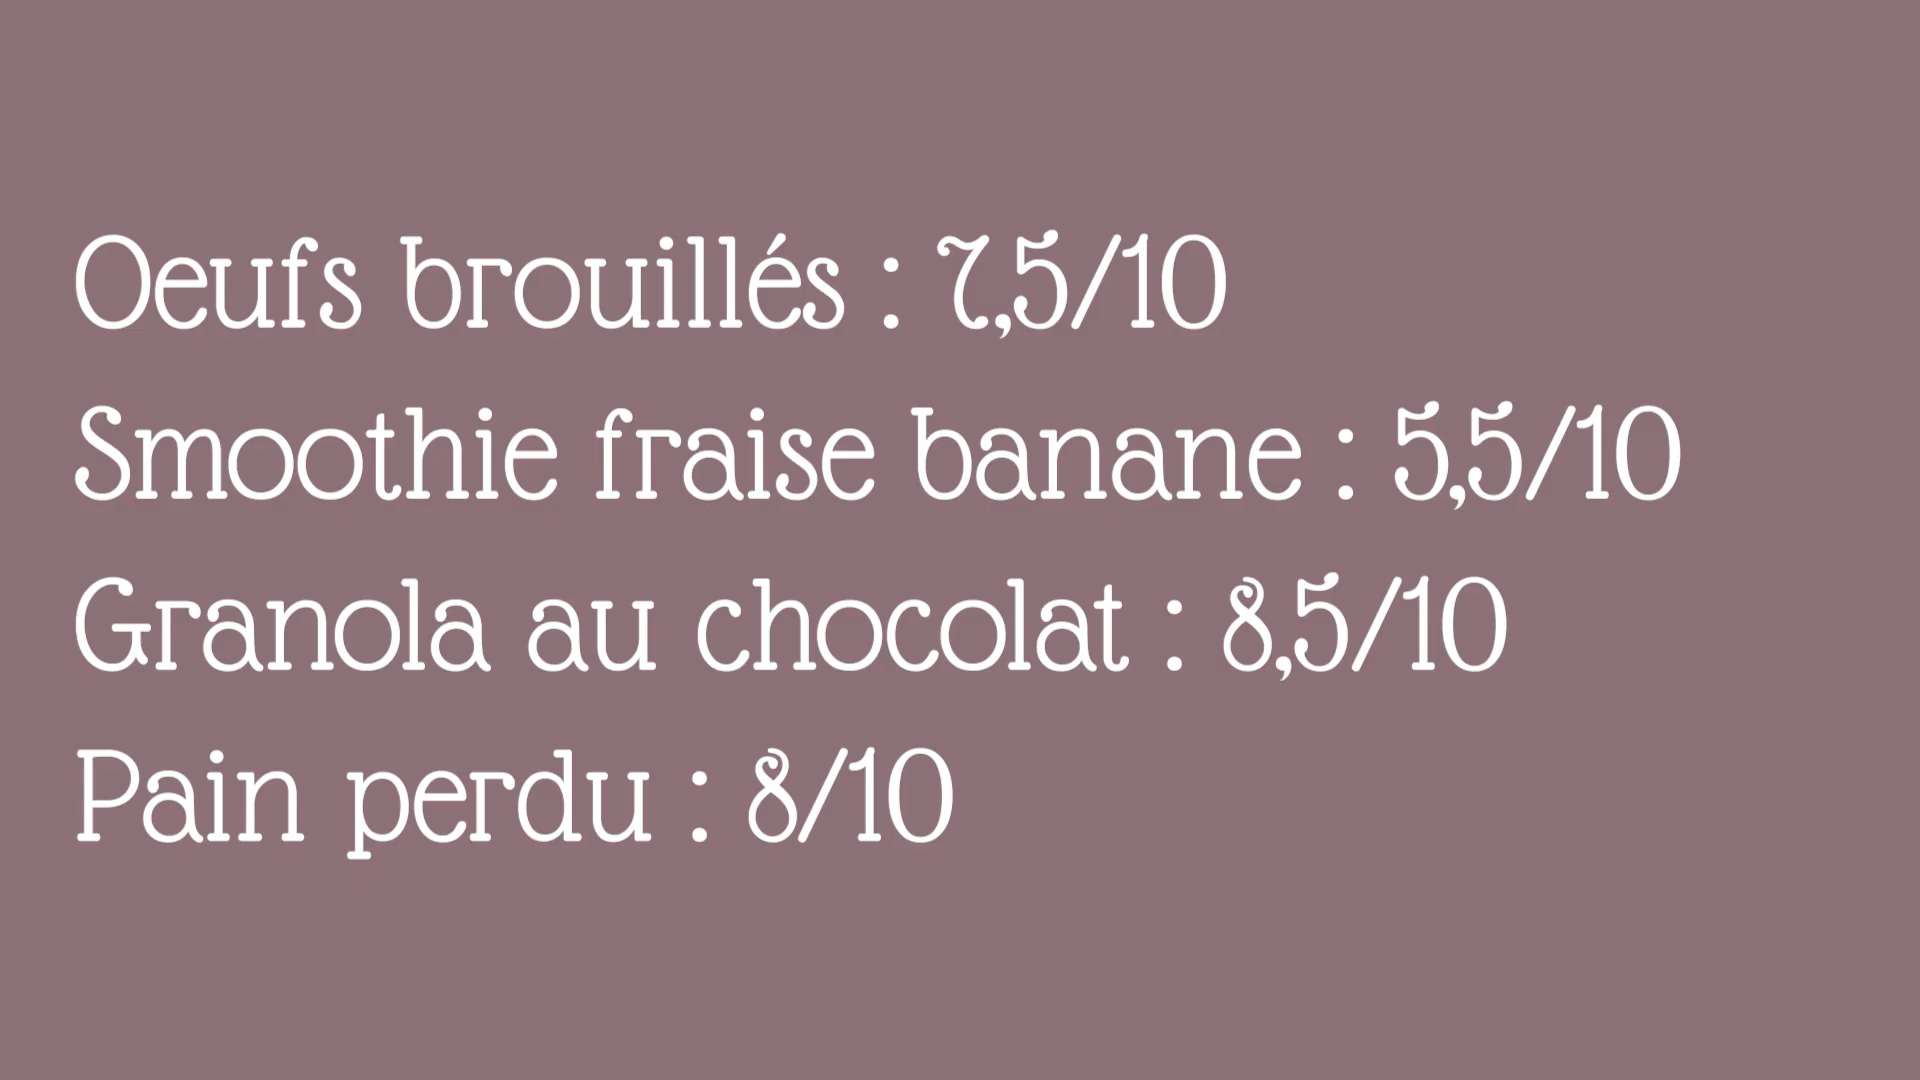 Oeufs brouillés : 7,5/10
Smoothie fraise banane : 5,5/10
Granola au chocolat : 8,5/10
Pain perdu : 8/10